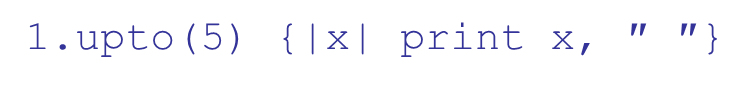 1.upto(5) {|x| print x, " "}